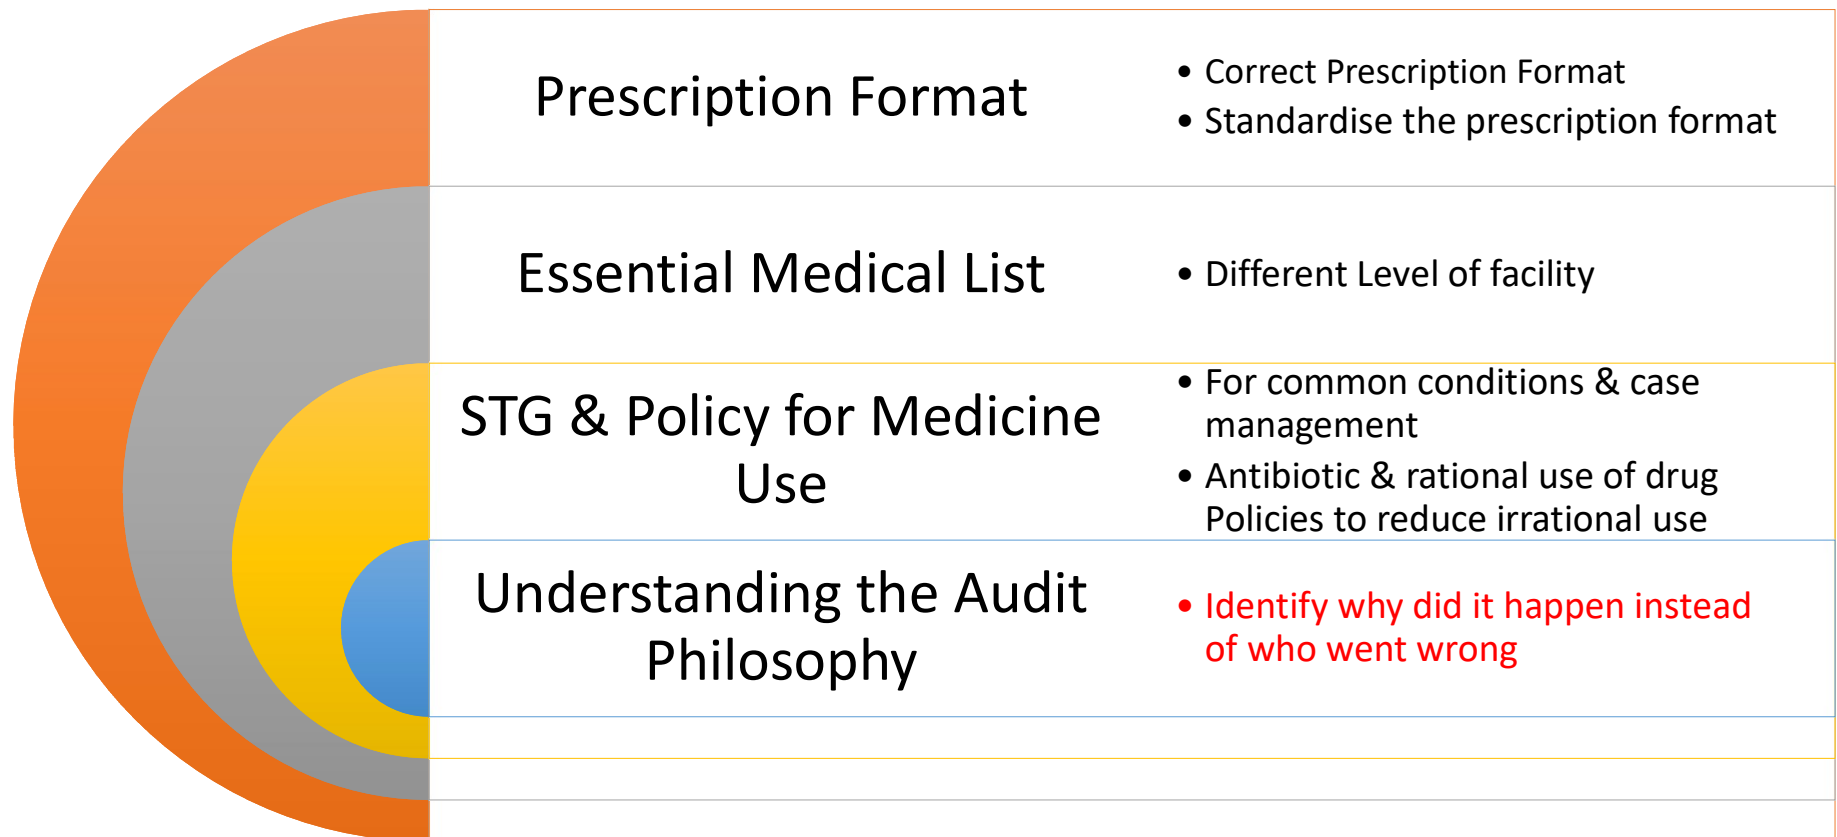 Prescription Format
• Correct Prescription Format
• Standardise the prescription format
Essential Medical List
• Different Level of facility
STG & Policy for Medicine
Use
• For common conditions & case
management
• Antibiotic & rational use of drug
Policies to reduce irrational use
Understanding the Audit
Philosophy
• Identify why did it happen instead
of who went wrong